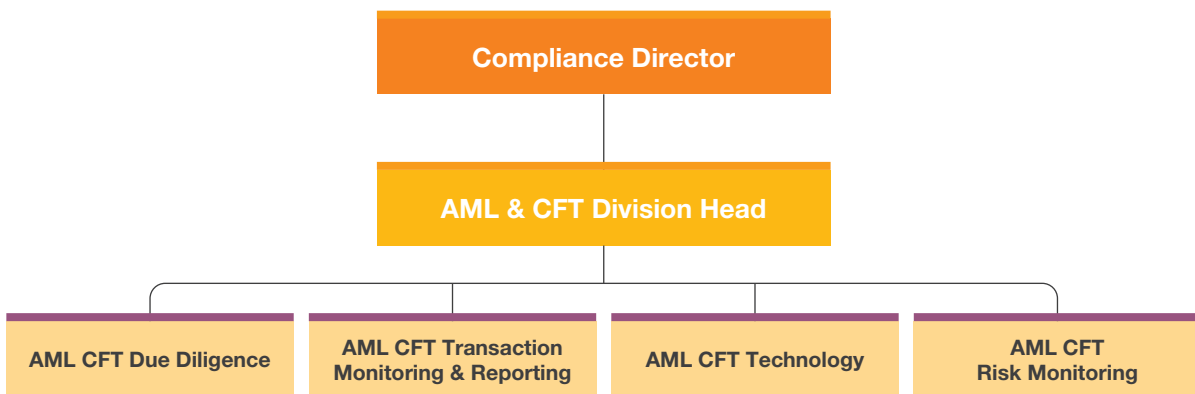 Compliance Director
AML & CFT Division Head
AML CFT Due Diligence
AML CFT Transaction
Monitoring & Reporting
AML CFT Technology
AML CFT
Risk Monitoring